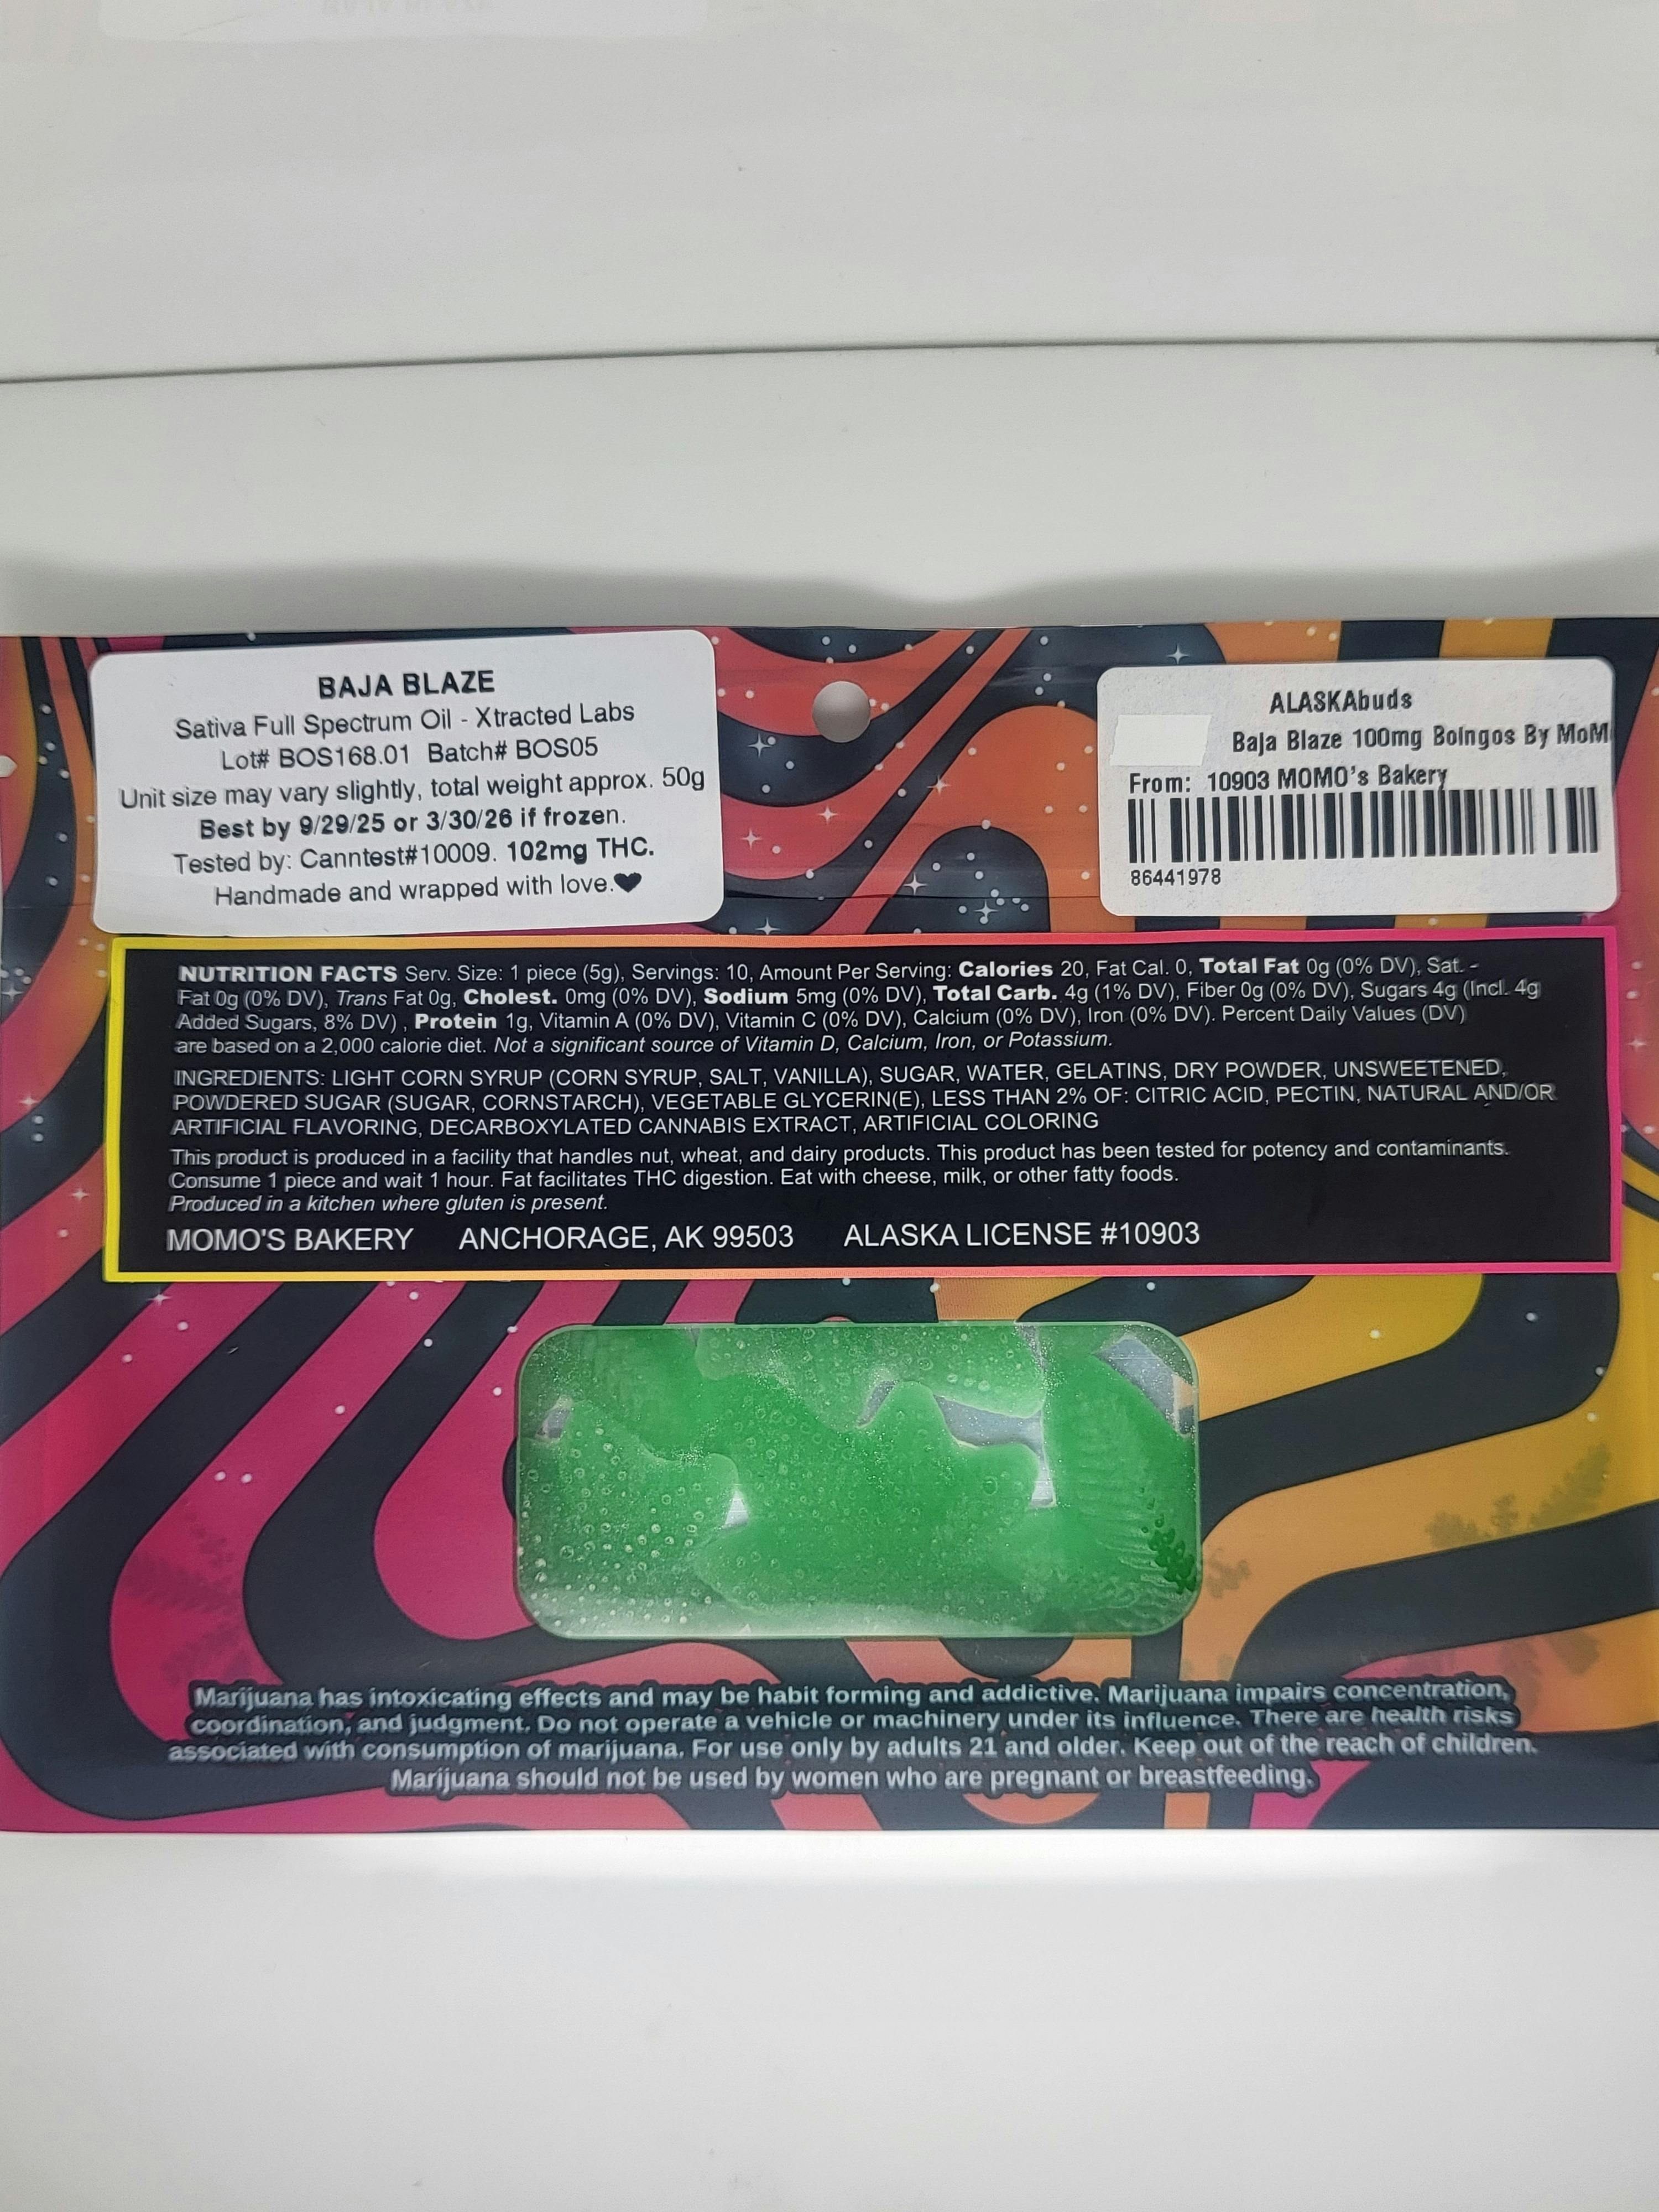 BAJA BLAZE
Sativa Full Spectrum Oil - Xtracted Labs
Lot# BOS168.01 Batch# BOS05
Unit size may vary slightly, total weight approx. 50g
Best by 9/29/25 or 3/30/26 if frozen.
Tested by: Canntest#10009. 102mg THC.
Handmade and wrapped with love.♥
ALASKAbuds
Baja Blaze 100mg Boingos By MoM
From: 10903 MOMO's Bakery
86441978
NUTRITION FACTS Serv. Size: 1 piece (5g), Servings: 10, Amount Per Serving: Calories 20, Fat Cal. 0, Total Fat 0g (0% DV), Sat. -
Fat 0g (0% DV), Trans Fat 0g, Cholest. 0mg (0% DV), Sodium 5mg (0% DV), Total Carb. 4g (1% DV), Fiber 0g (0% DV), Sugars 4g (Incl. 4g
Added Sugars, 8% DV) , Protein 1g, Vitamin A (0% DV), Vitamin C (0% DV), Calcium (0% DV), Iron (0% DV). Percent Daily Values (DV)
are based on a 2,000 calorie diet. Not a significant source of Vitamin D, Calcium, Iron, or Potassium.
INGREDIENTS: LIGHT CORN SYRUP (CORN SYRUP, SALT, VANILLA), SUGAR, WATER, GELATINS, DRY POWDER, UNSWEETENED,
POWDERED SUGAR (SUGAR, CORNSTARCH), VEGETABLE GLYCERIN(E), LESS THAN 2% OF: CITRIC ACID, PECTIN, NATURAL AND/OR
ARTIFICIAL FLAVORING, DECARBOXYLATED CANNABIS EXTRACT, ARTIFICIAL COLORING
This product is produced in a facility that handles nut, wheat, and dairy products. This product has been tested for potency and contaminants.
Consume 1 piece and wait 1 hour. Fat facilitates THC digestion. Eat with cheese, milk, or other fatty foods.
Produced in a kitchen where gluten is present.
MOMO'S BAKERY ANCHORAGE, AK 99503 ALASKA LICENSE #10903
Marijuana has intoxicating effects and may be habit forming and addictive. Marijuana impairs concentration,
coordination, and judgment. Do not operate a vehicle or machinery under its influence. There are health risks
associated with consumption of marijuana. For use only by adults 21 and older. Keep out of the reach of children.
Marijuana should not be used by women who are pregnant or breastfeeding.